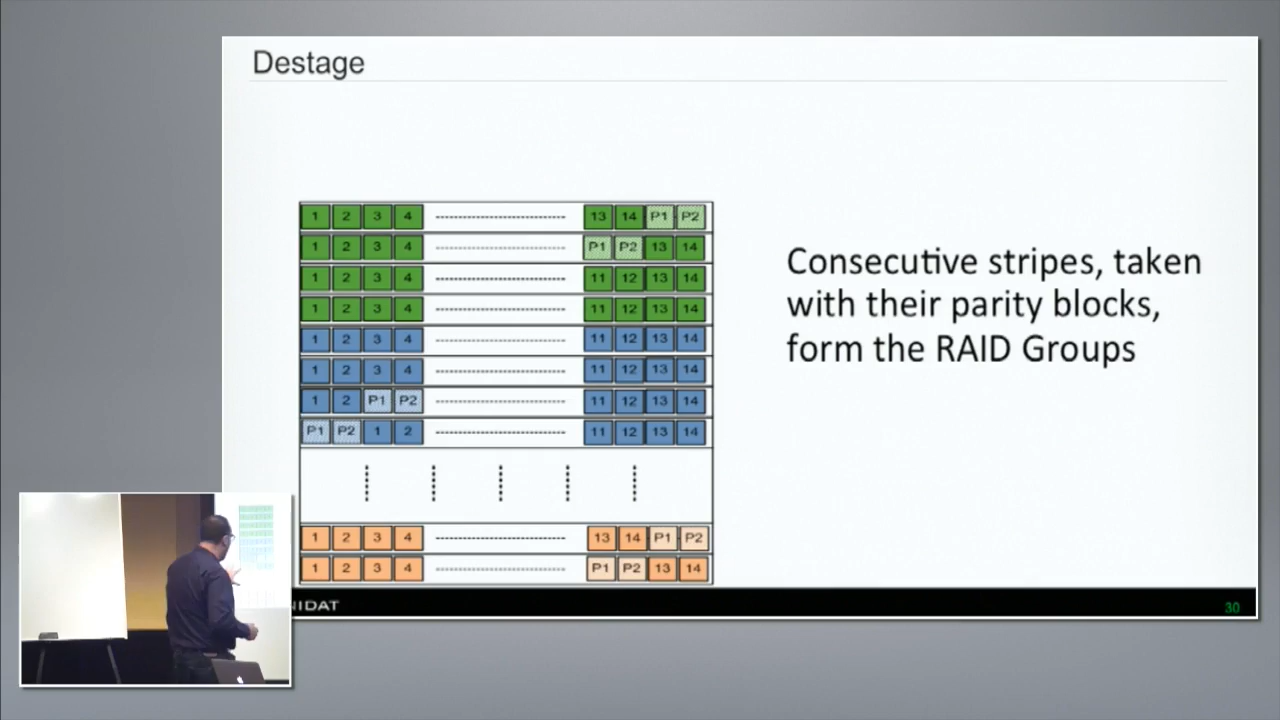 Destage
1 2 3 4 13 14 P1 P2
1 2 3 4 P1 P2 13 14
1 2 3 4 11 12 13 14
1 2 3 4 11 12 13 14
1 2 3 4 11 12 13 14
1 2 3 4 11 12 13 14
1 2 P1 P2 11 12 13 14
P1 P2 1 2 11 12 13 14
1 2 3 4 13 14 P1 P2
1 2 3 4 P1 P2 13 14
Consecutive stripes, taken
with their parity blocks,
form the RAID Groups
NIDAT
30